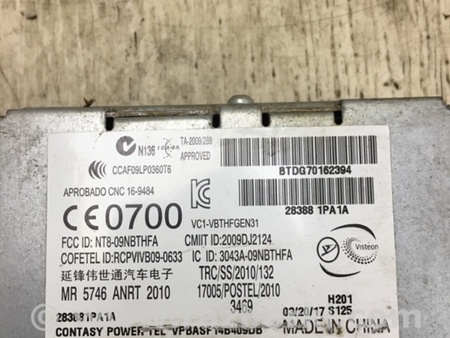 N136 ICASA TA-2009/288
APPROVED
CCAF09LP0360T6
BTDG70162394
APROBADO CNC 16-9484
28388 1PA1A
CE0700
VC1-VBTHFGEN31
FCC ID: NT8-09NBTHFA
CMIIT ID:2009DJ2124
Visteon
COFETEL ID:RCPVIVB09-0633
IC ID: 3043A-09NBTHFA
延锋伟世通汽车电子
TRC/SS/2010/132
MR 5746 ANRT 2010
17005/POSTEL/2010
3469
H201
283881PA1A
03/20/17 S125
CONTASY POWER TEL VPBASF14B409DB
MADE IN CHINA